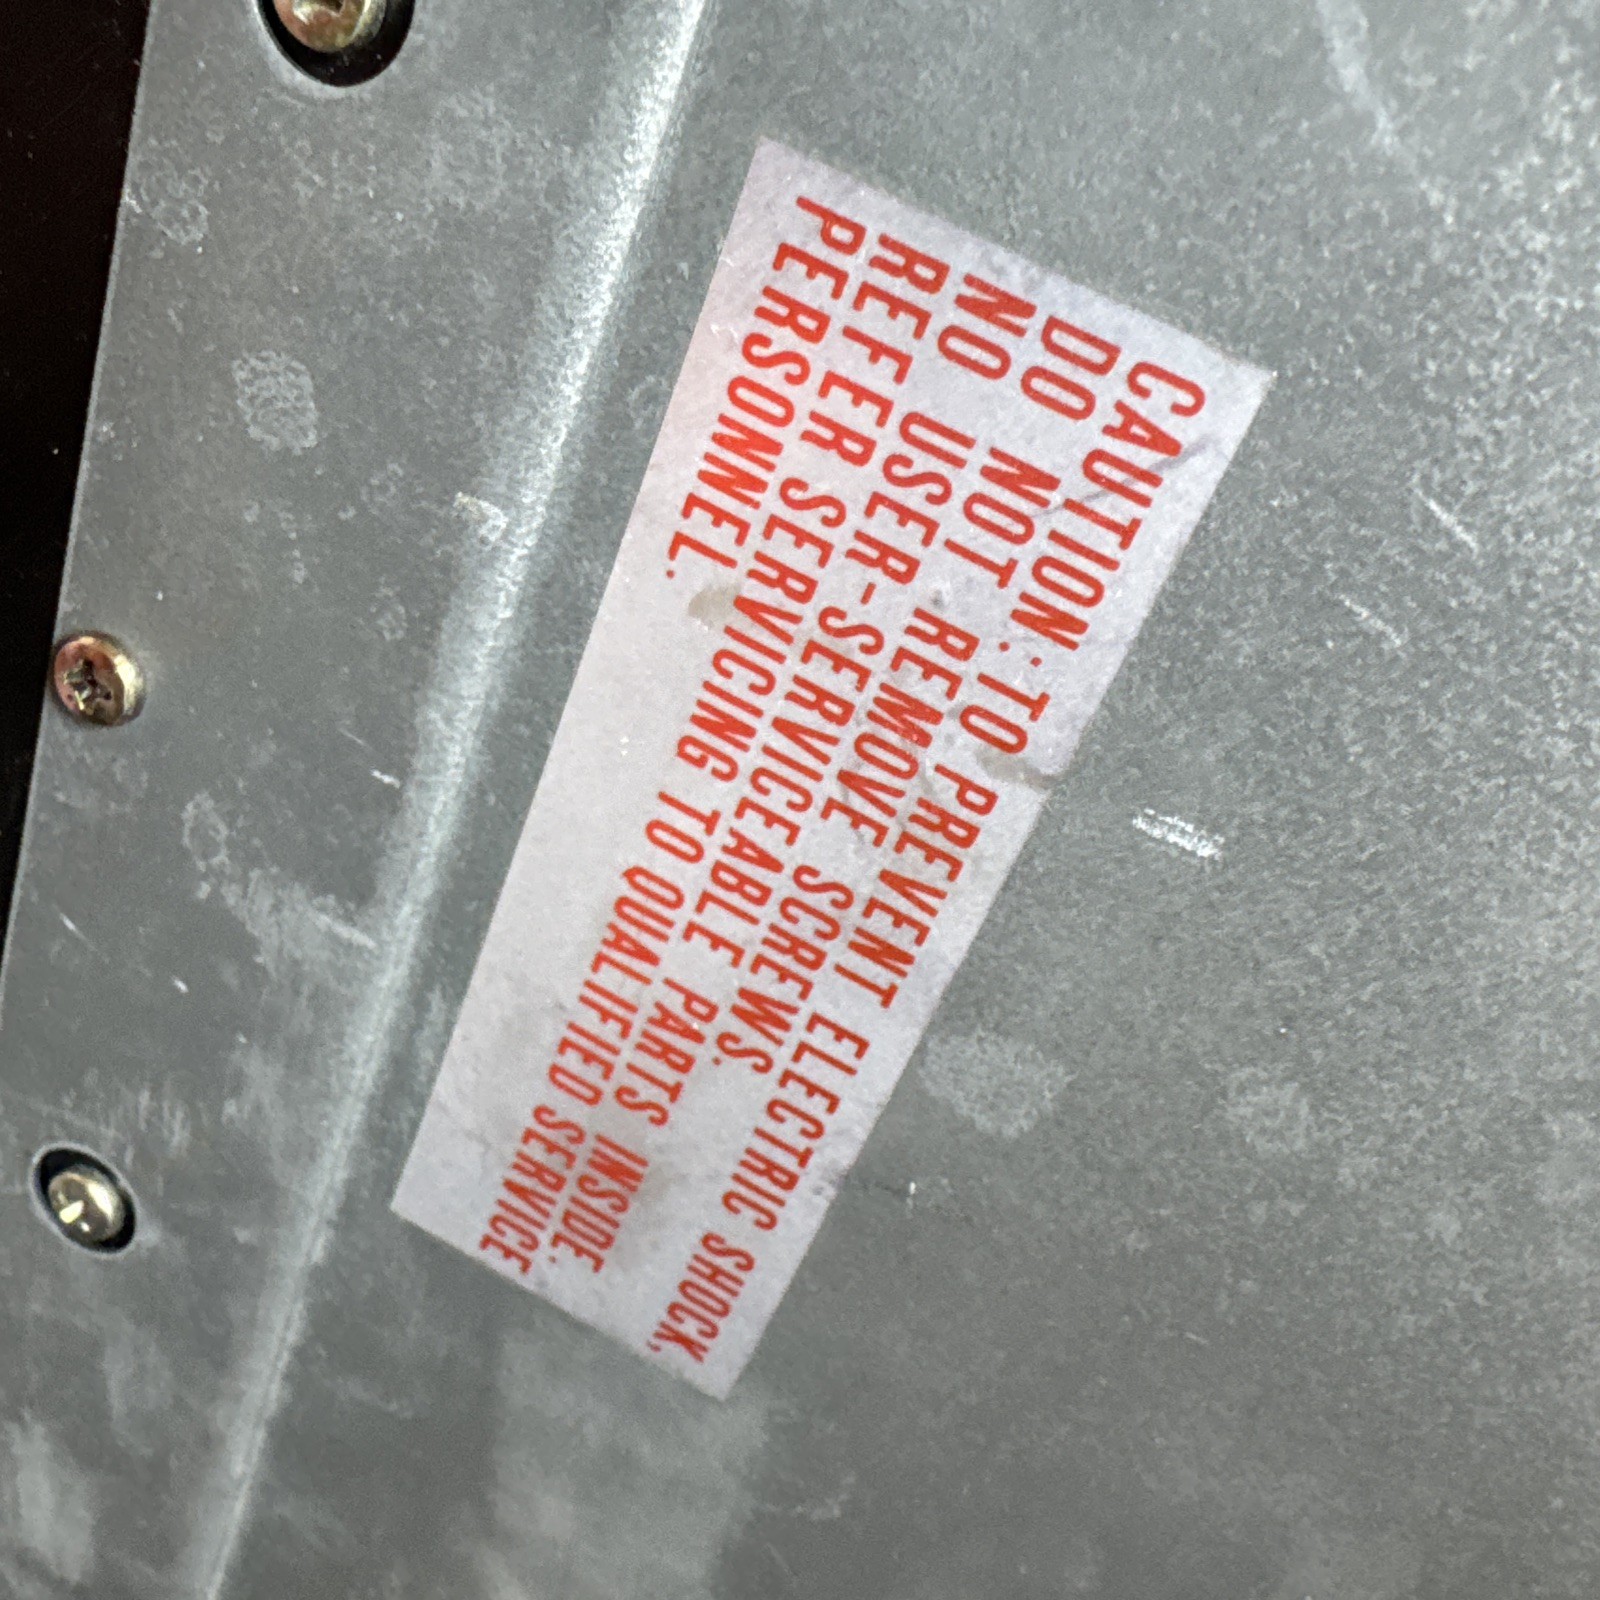 CAUTION: TO PREVENT ELECTRIC SHOCK,
DO NOT REMOVE SCREWS.
NO USER-SERVICEABLE PARTS INSIDE.
REFER SERVICING TO QUALIFIED SERVICE
PERSONNEL.